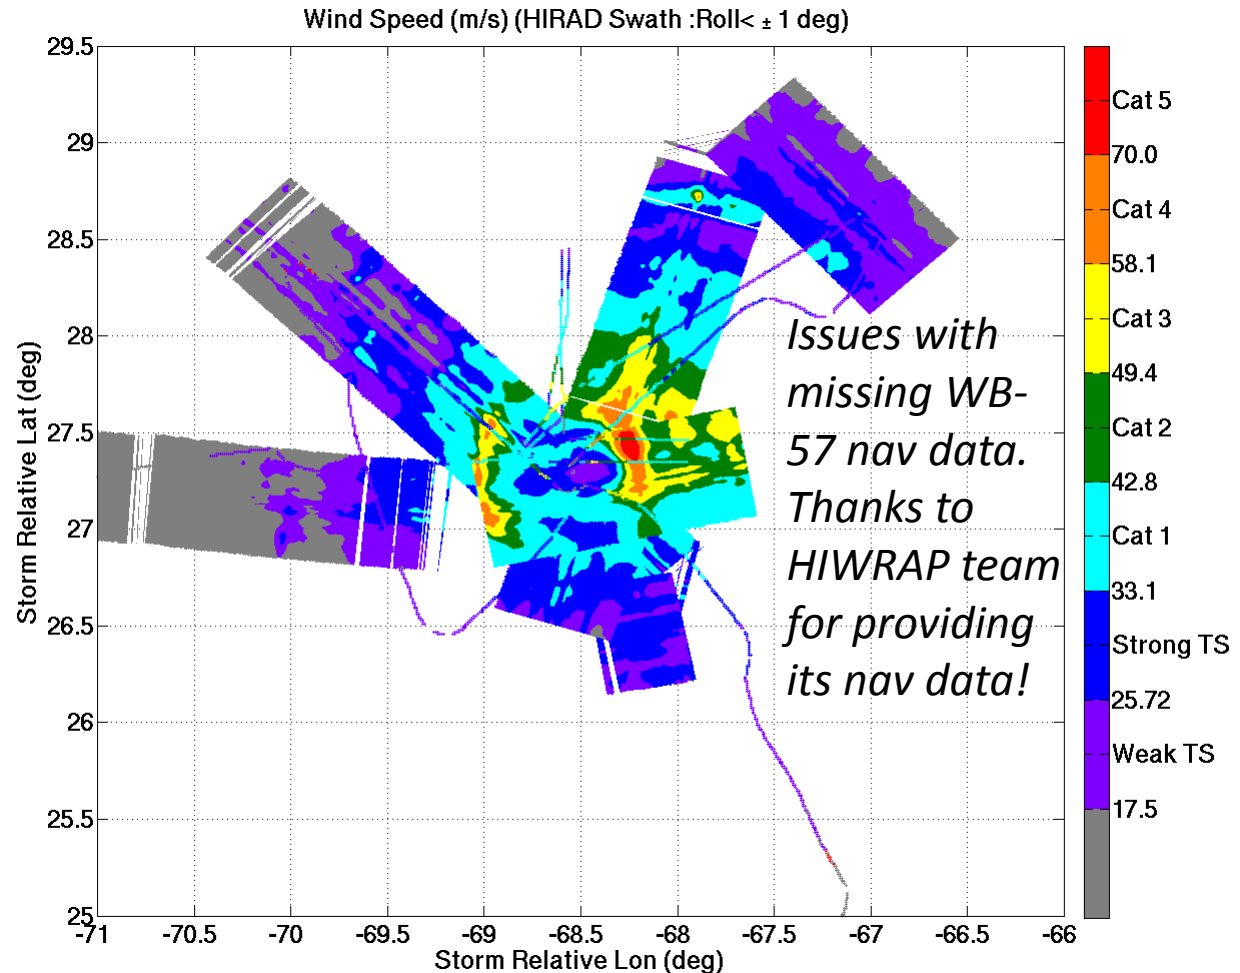 Wind Speed (m/s) (HIRAD Swath :Roll< ± 1 deg)
29.5
29
28.5
28
27.5
27
26.5
26
25.5
25
Storm Relative Lat (deg)
-71
-70.5
-70
-69.5
-69
-68.5
-68
-67.5
-67
-66.5
-66
Storm Relative Lon (deg)
Issues with
missing WB-
57 nav data.
Thanks to
HIWRAP team
for providing
its nav data!
Cat 5
70.0
Cat 4
58.1
Cat 3
49.4
Cat 2
42.8
Cat 1
33.1
Strong TS
25.72
Weak TS
17.5